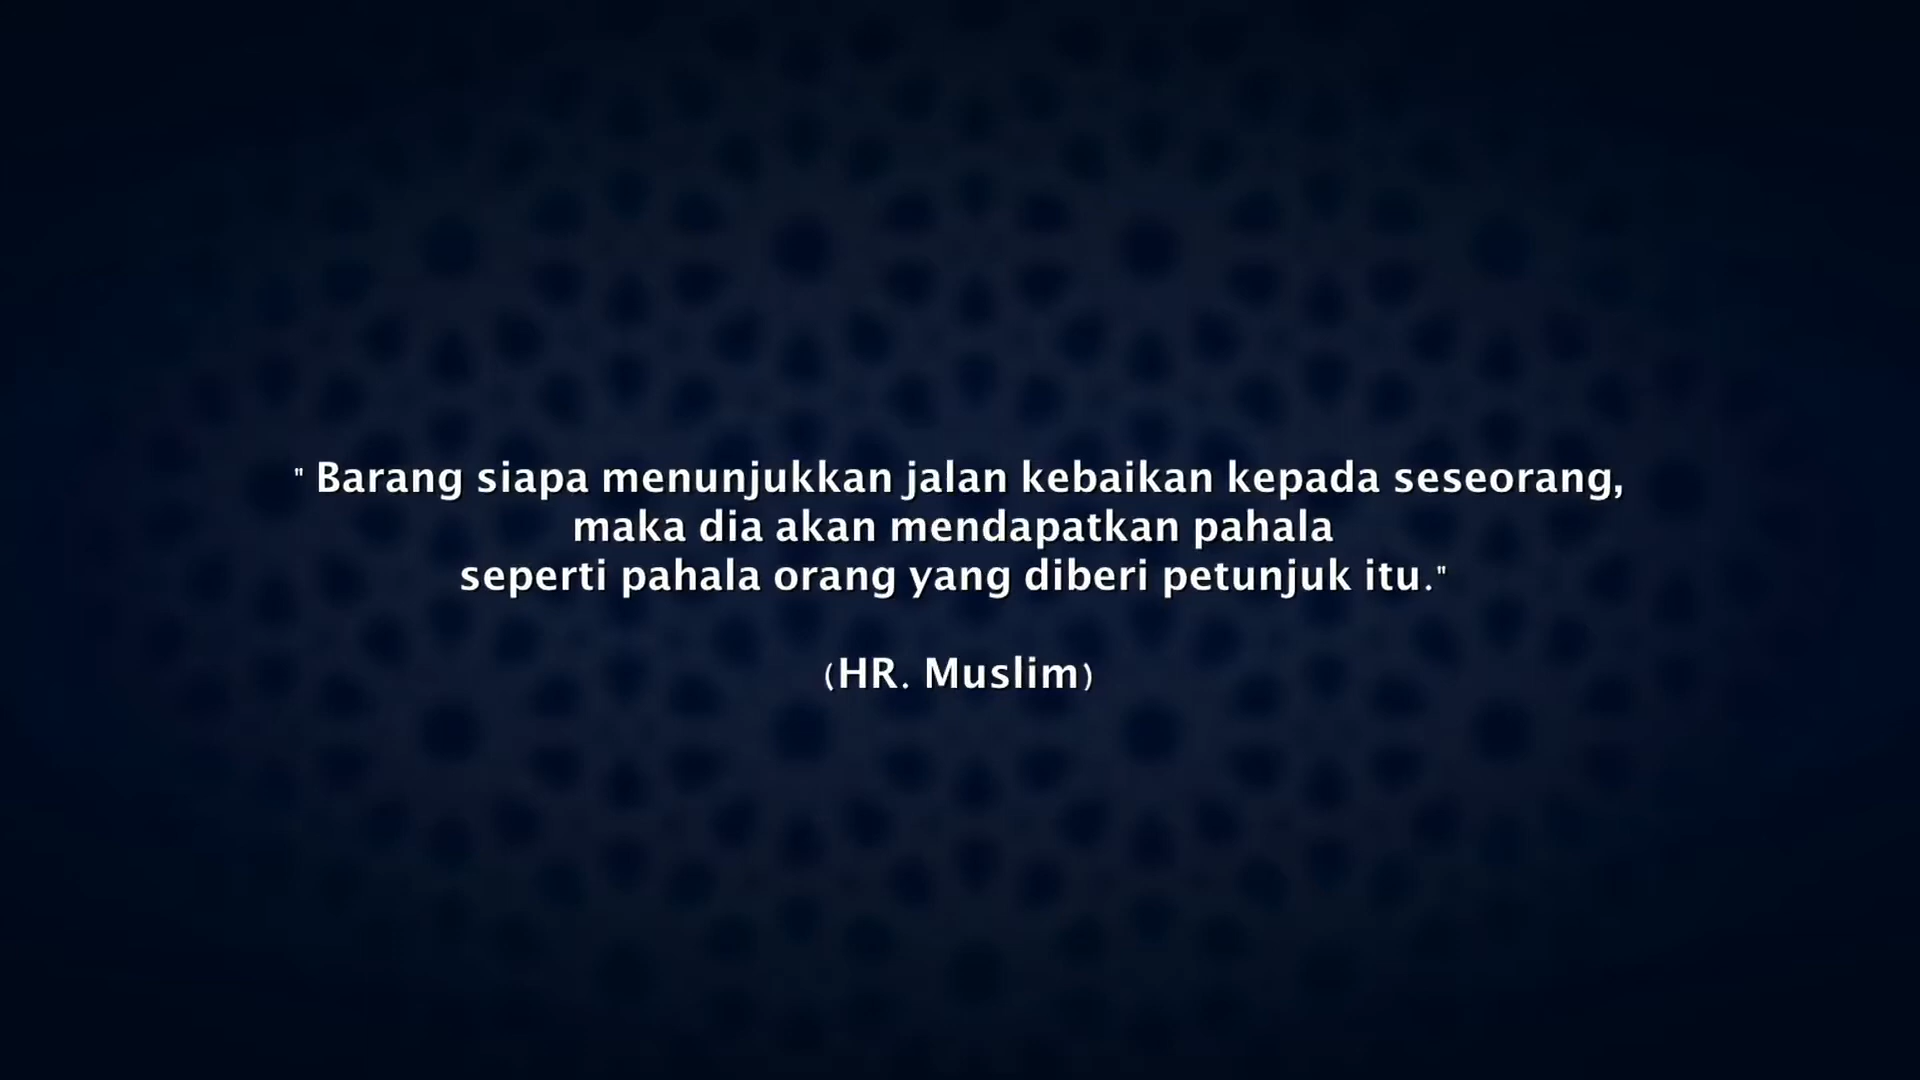 " Barang siapa menunjukkan jalan kebaikan kepada seseorang,
maka dia akan mendapatkan pahala
seperti pahala orang yang diberi petunjuk itu."
(HR. Muslim)